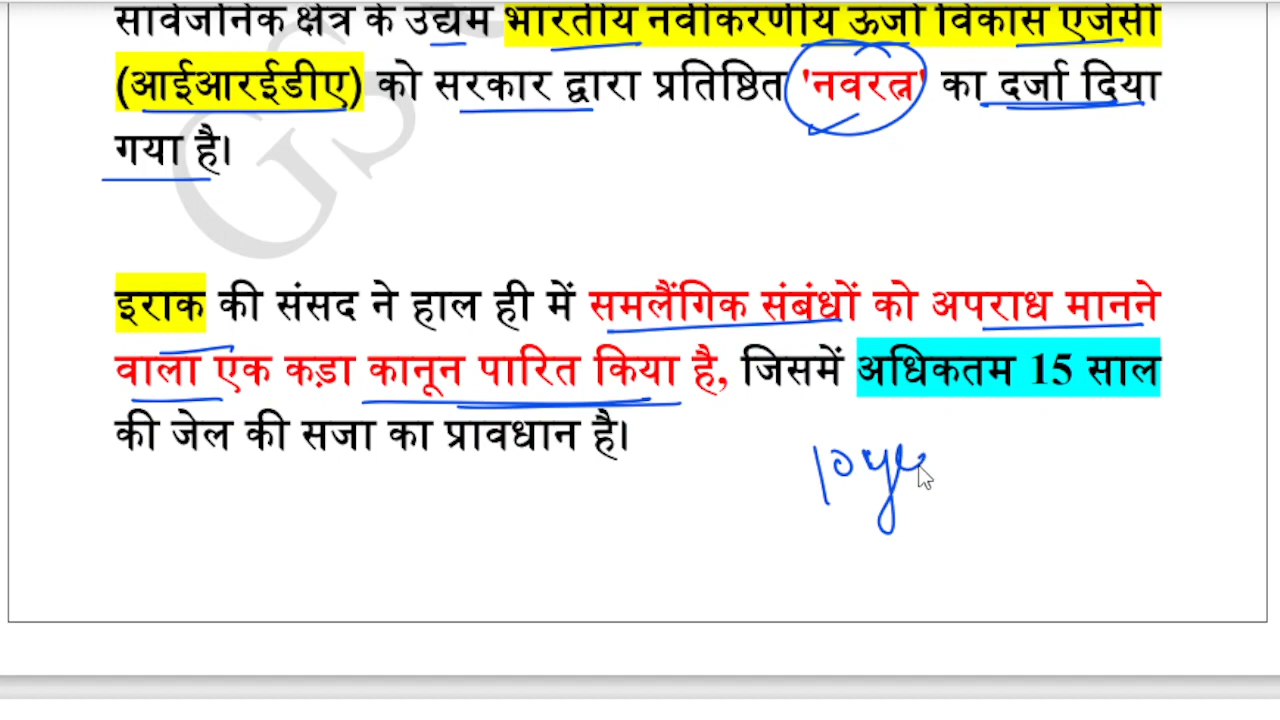 सार्वजनिक क्षेत्र के उद्यम भारतीय नवीकरणीय ऊर्जा विकास एजेंसी
(आईआरईडीए) को सरकार द्वारा प्रतिष्ठित 'नवरत्न' का दर्जा दिया
गया है।
GS
इराक की संसद ने हाल ही में समलैंगिक संबंधों को अपराध मानने
वाला एक कड़ा कानून पारित किया है, जिसमें अधिकतम 15 साल
की जेल की सजा का प्रावधान है।